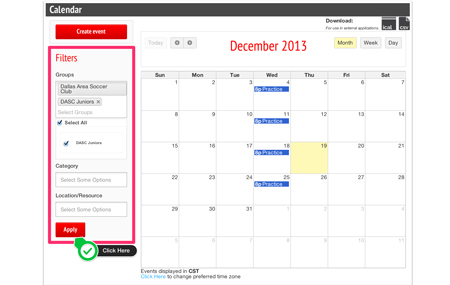 Calendar
Create event
Filters
Groups
Dallas Area Soccer
Club
DASC Juniors ×
Select Groups
Select All
DASC Juniors
Category
Select Some Options
Location/Resource
Select Some Options
Apply
Click Here
Download:
For use in external applications.
ical
csv
Today
December 2013
Month Week Day
Sun Mon Tue Wed Thu Fri Sat
1 2 3 4 5 6 7
8p Practice
8 9 10 11 12 13 14
8p Practice
15 16 17 18 19 20 21
8p Practice
22 23 24 25 26 27 28
8p Practice
29 30 31 1 2 3 4
5 6 7 8 9 10 11
Events displayed in CST
Click Here to change preferred time zone